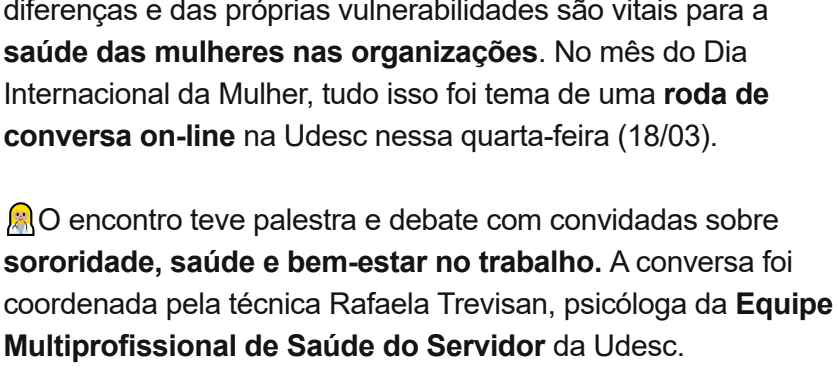 diferenças e das próprias vulnerabilidades são vitais para a
saúde das mulheres nas organizações. No mês do Dia
Internacional da Mulher, tudo isso foi tema de uma roda de
conversa on-line na Udesc nessa quarta-feira (18/03).
O encontro teve palestra e debate com convidadas sobre
sororidade, saúde e bem-estar no trabalho. A conversa foi
coordenada pela técnica Rafaela Trevisan, psicóloga da Equipe
Multiprofissional de Saúde do Servidor da Udesc.